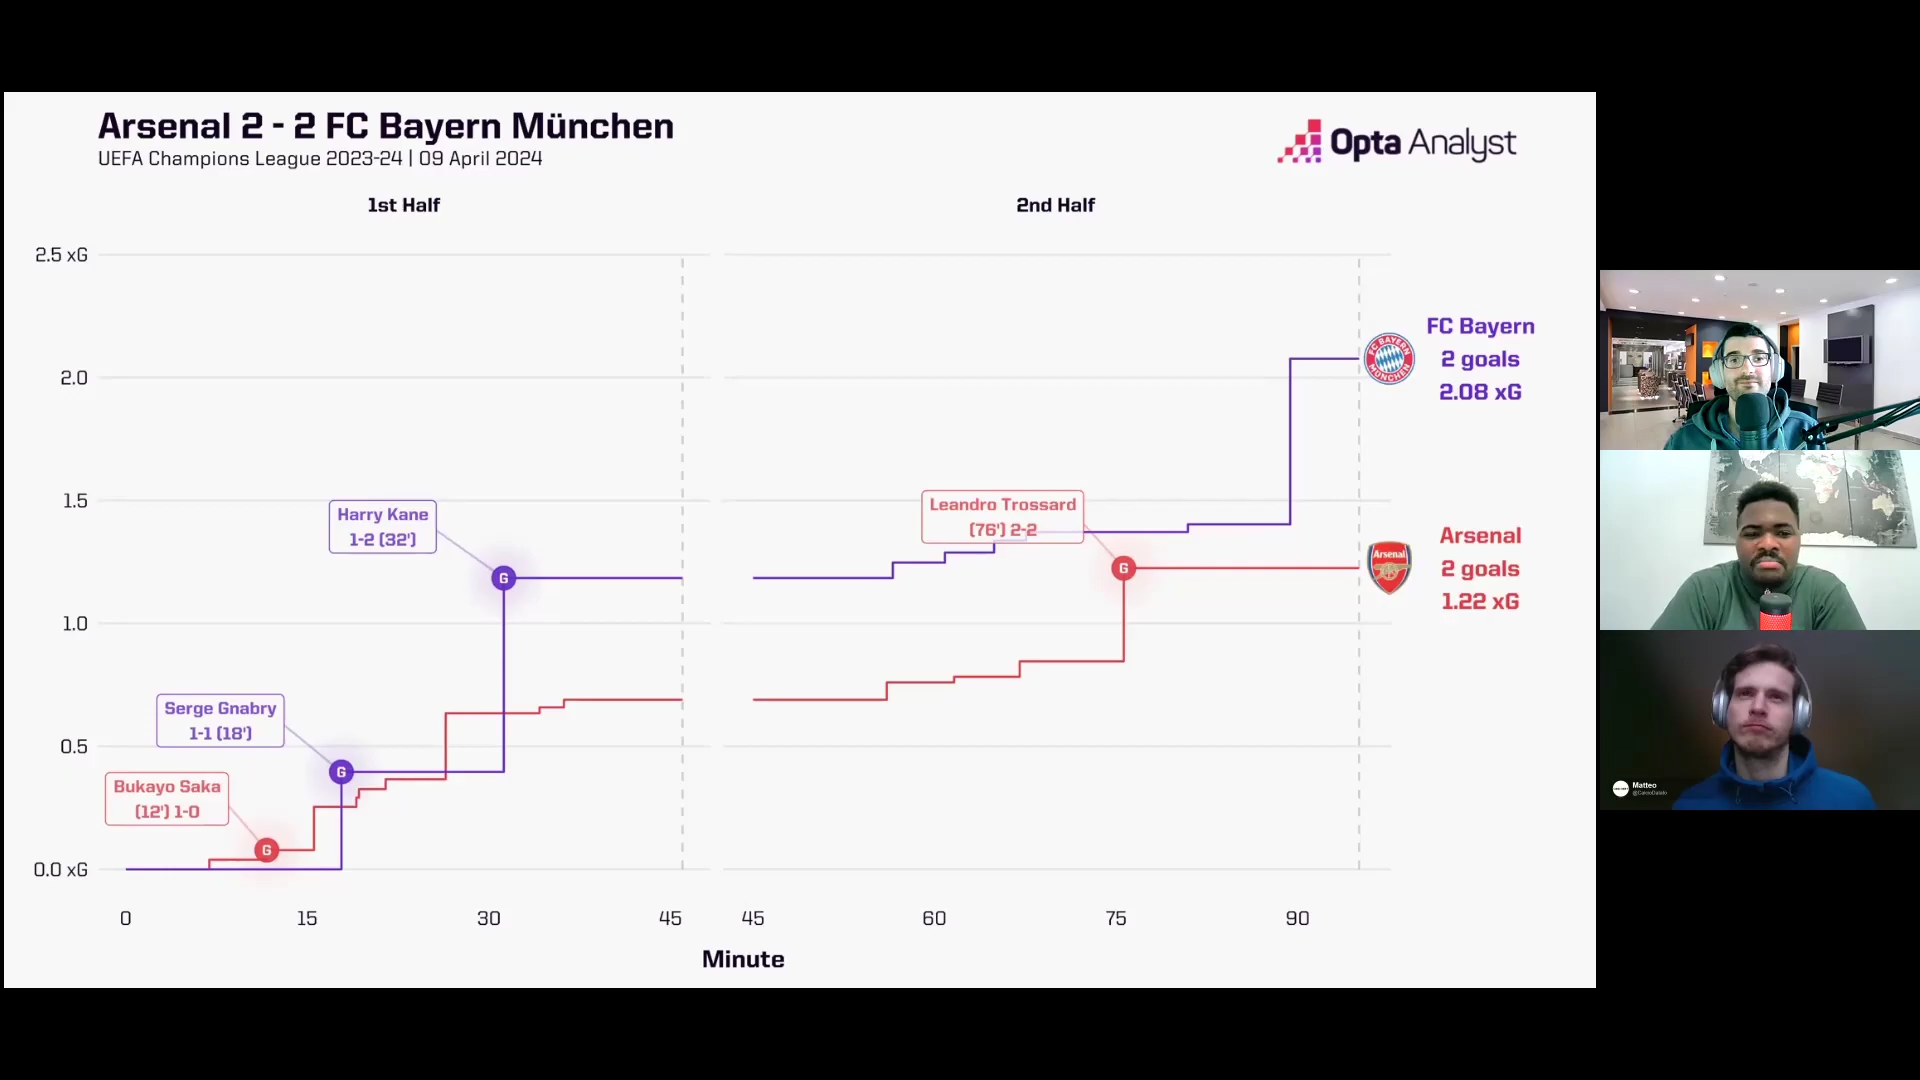 Arsenal 2 - 2 FC Bayern München
UEFA Champions League 2023-24 | 09 April 2024
Opta Analyst
1st Half
2nd Half
2.5 xG
2.0
1.5
1.0
0.5
0.0 xG
Harry Kane
1-2 (32')
G
Serge Gnabry
1-1 (18')
G
Bukayo Saka
(12') 1-0
G
Leandro Trossard
(76') 2-2
G
FC BAYERN
MÜNCHEN
FC Bayern
2 goals
2.08 xG
Arsenal
Arsenal
2 goals
1.22 xG
0
15
30
45
45
60
75
90
Minute
Matteo